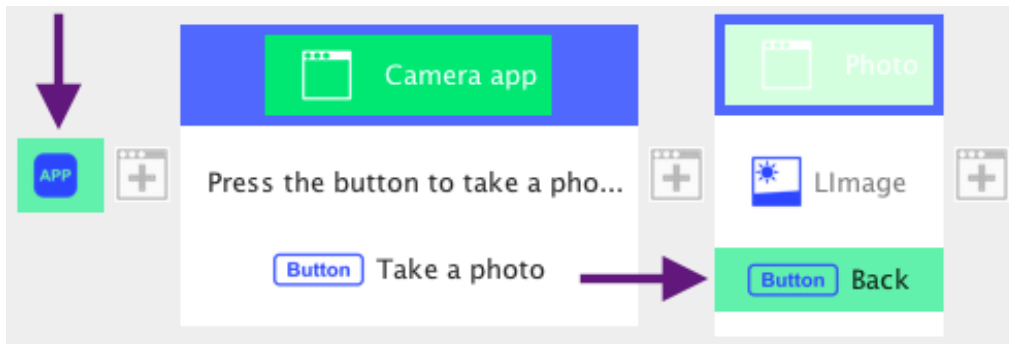 Camera app
Photo
APP
Press the button to take a pho...
LImage
Button Take a photo
Button Back